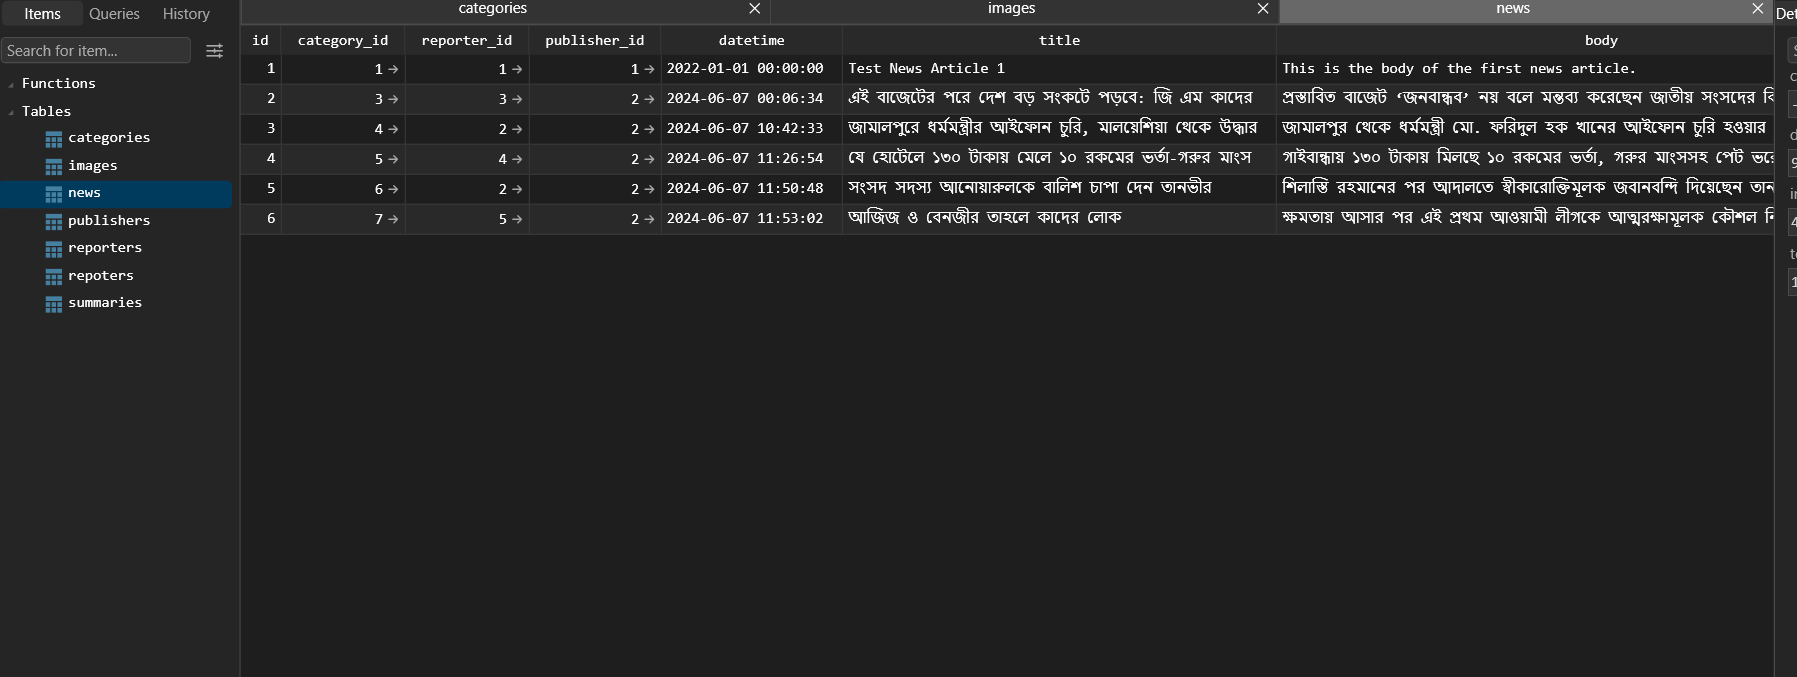 Items Queries History
Search for item...
Functions
Tables
categories
images
news
publishers
reporters
repoters
summaries
categories images news
id category_id reporter_id publisher_id datetime title body
1 1 → 1 → 1 → 2022-01-01 00:00:00 Test News Article 1 This is the body of the first news article.
2 3 → 3 → 2 → 2024-06-07 00:06:34 এই বাজেটের পরে দেশ বড় সংকটে পড়বে: জি এম কাদের প্রস্তাবিত বাজেট ‘জনবান্ধব’ নয় বলে মন্তব্য করেছেন জাতীয় সংসদের
3 4 → 2 → 2 → 2024-06-07 10:42:33 জামালপুরে ধর্মমন্ত্রীর আইফোন চুরি, মালয়েশিয়া থেকে উদ্ধার জামালপুর থেকে ধর্মমন্ত্রী মো. ফরিদুল হক খানের আইফোন চুরি হওয়ার
4 5 → 4 → 2 → 2024-06-07 11:26:54 যে হোটেলে ১৩০ টাকায় মেলে ১০ রকমের ভর্তা-গরুর মাংস গাইবান্ধায় ১৩০ টাকায় মিলছে ১০ রকমের ভর্তা, গরুর মাংসসহ পেট
5 6 → 2 → 2 → 2024-06-07 11:50:48 সংসদ সদস্য আনোয়ারুলকে বালিশ চাপা দেন তানভীর শিলাস্তি রহমানের পর আদালতে স্বীকারোক্তিমূলক জবানবন্দি দিয়েছেন
6 7 → 5 → 2 → 2024-06-07 11:53:02 আজিজ ও বেনজীর তাহলে কাদের লোক ক্ষমতায় আসার পর এই প্রথম আওয়ামী লীগকে আত্মরক্ষামূলক কৌশল